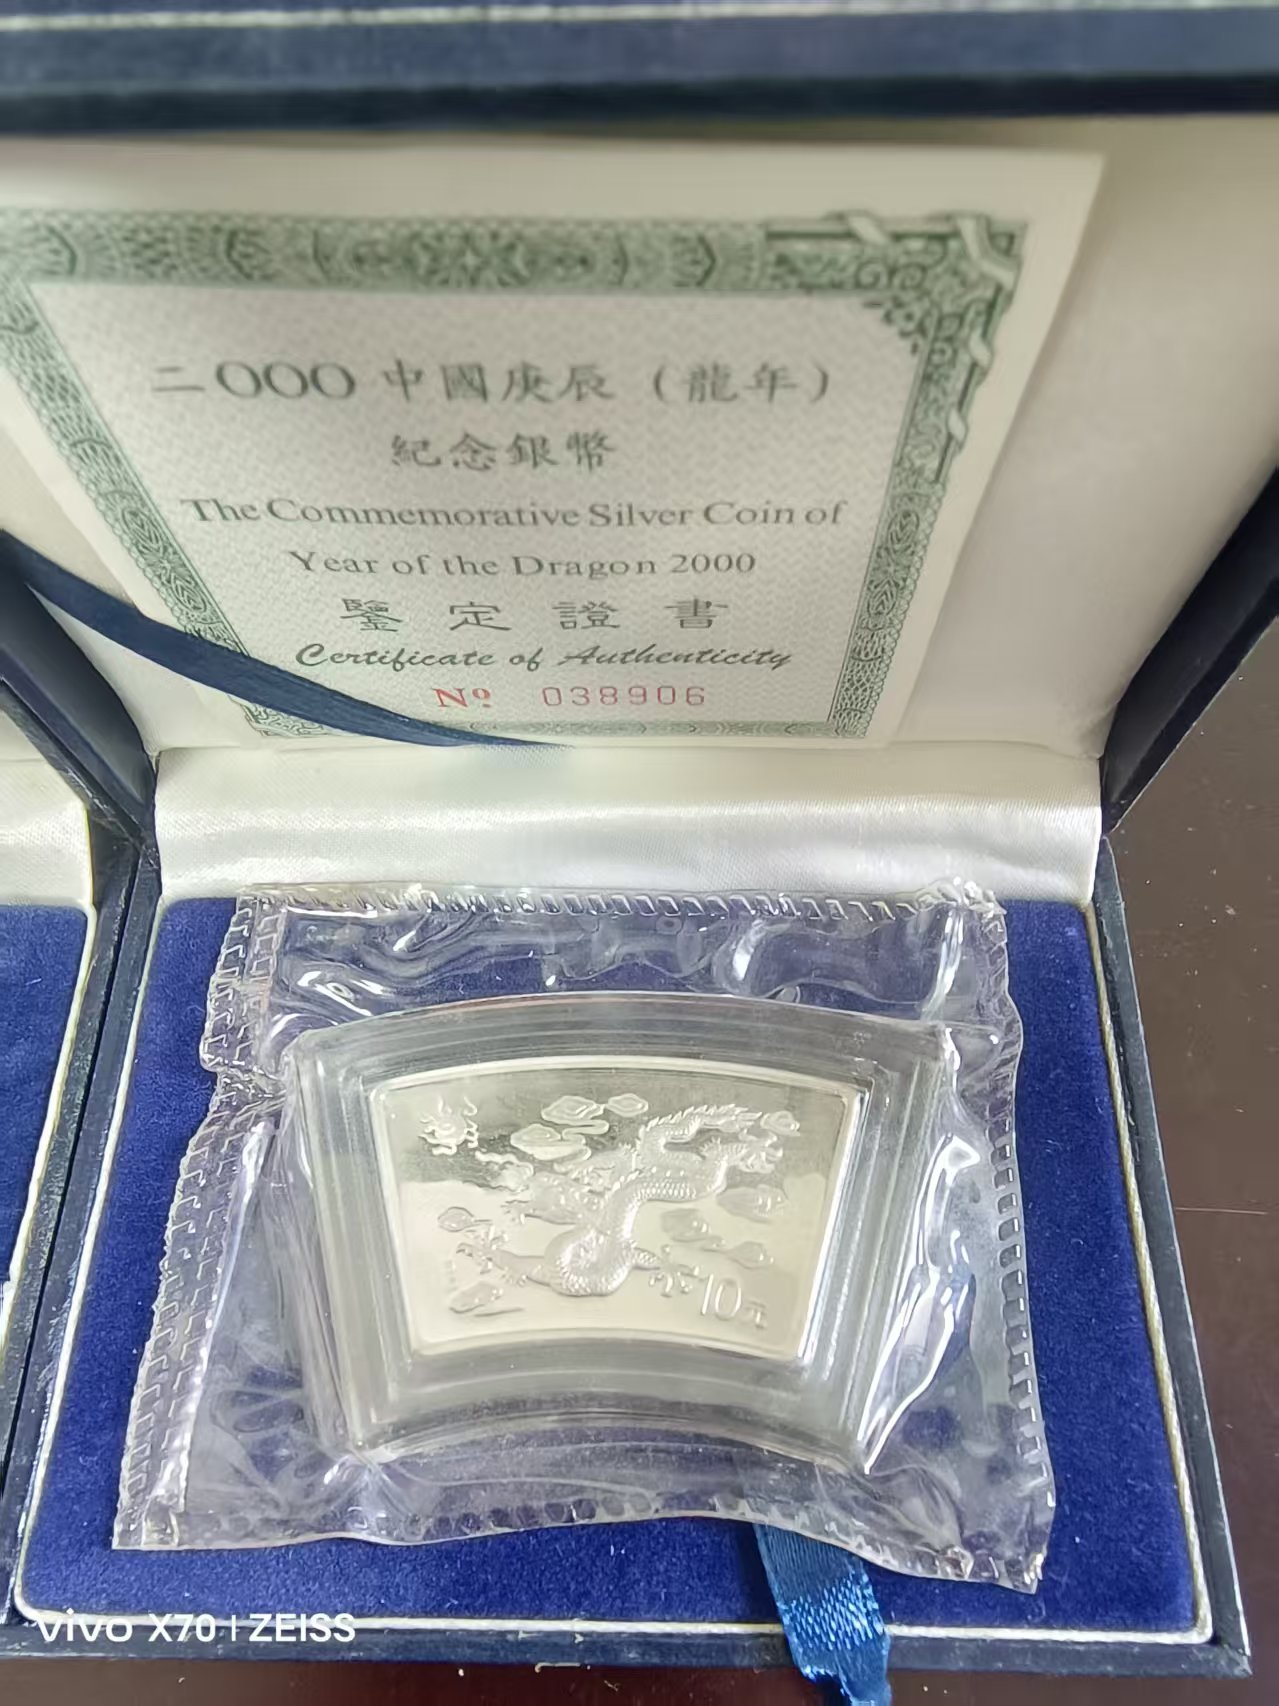 二OOO中國庚辰（龍年）
紀念銀幣
The Commemorative Silver Coin of
Year of the Dragon 2000
鑒定證書
Certificate of Authenticity
Nº 038906
10元
vivo X70 | ZEISS